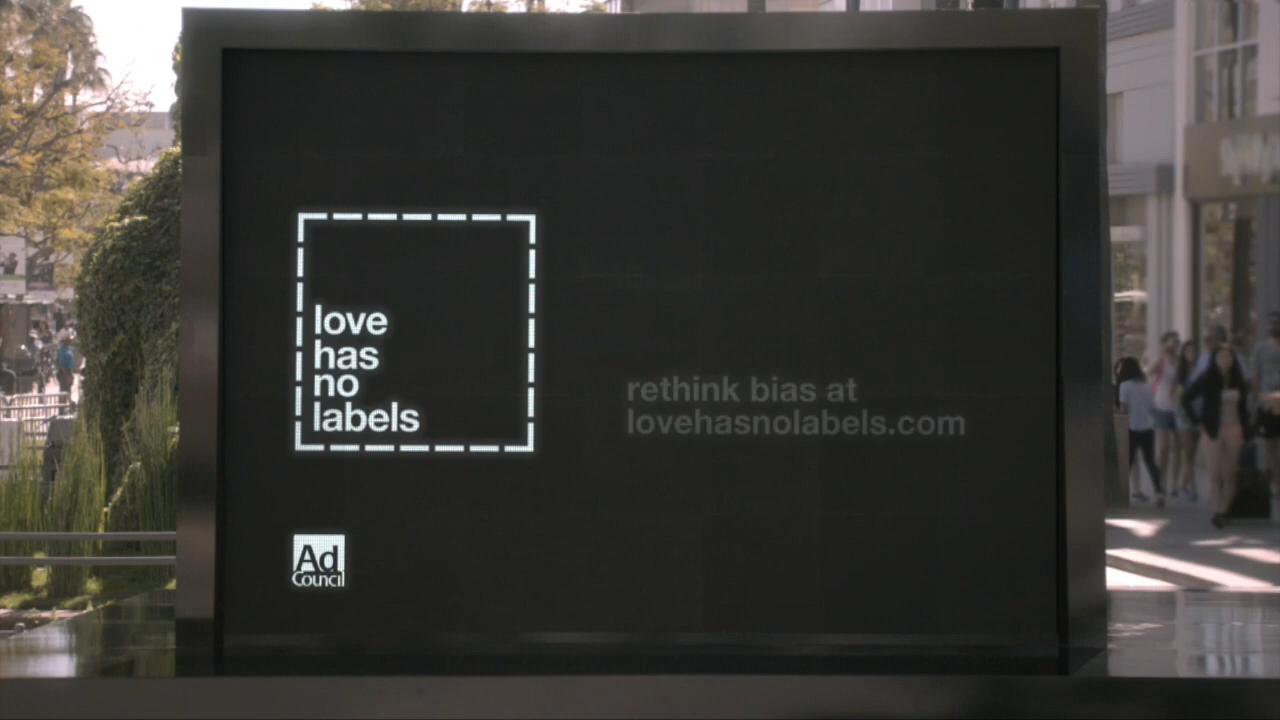 love
has
no
labels
rethink bias at
lovehasnolabels.com
Ad
Council